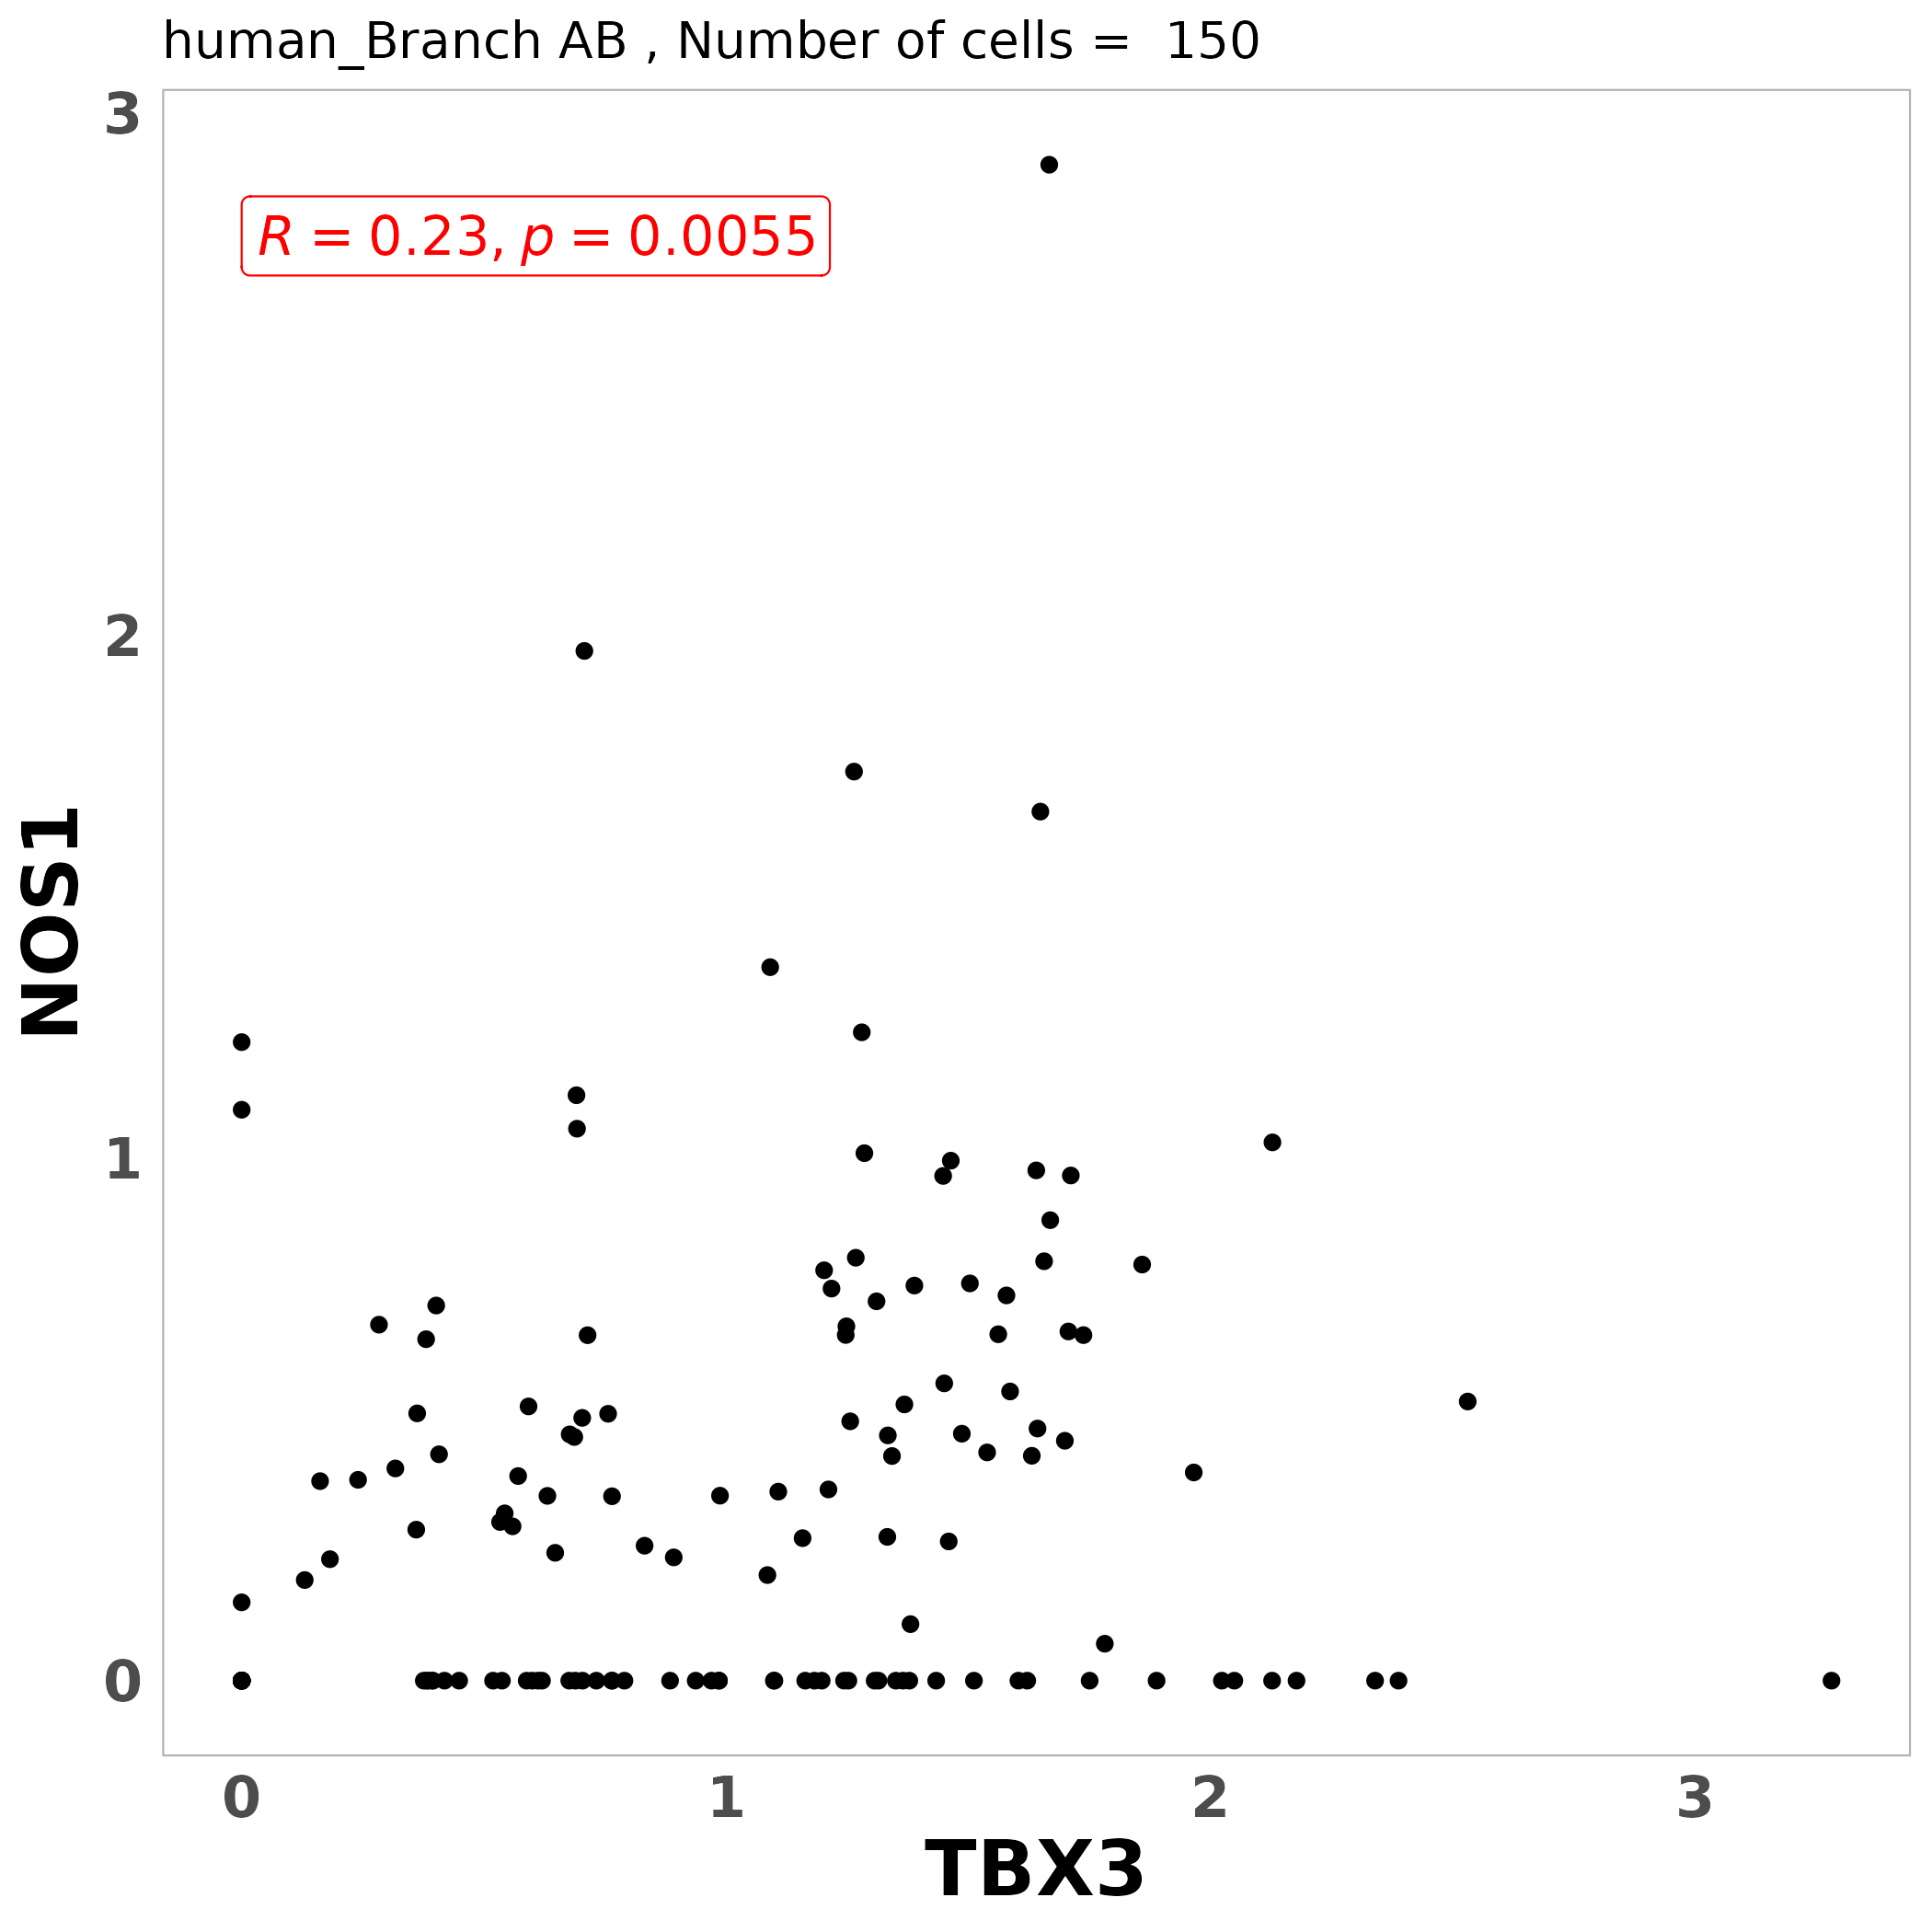 human_Branch AB , Number of cells =  150
3
R = 0.23, p = 0.0055
2
NOS1
1
0
0 1 2 3
TBX3